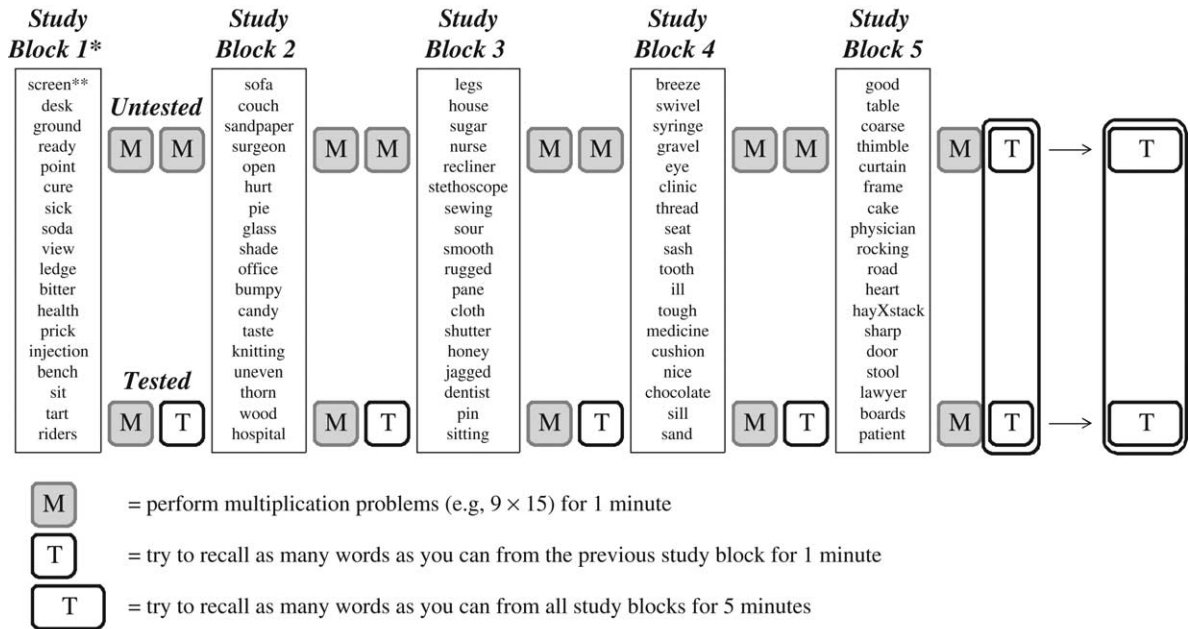 Study Block 1*
screen**
desk
ground
ready
point
cure
sick
soda
view
ledge
bitter
health
prick
injection
bench
sit
tart
riders
Untested
M M
Tested
M T
Study Block 2
sofa
couch
sandpaper
surgeon
open
hurt
pie
glass
shade
office
bumpy
candy
taste
knitting
uneven
thorn
wood
hospital
M M
M T
Study Block 3
legs
house
sugar
nurse
recliner
stethoscope
sewing
sour
smooth
rugged
pane
cloth
shutter
honey
jagged
dentist
pin
sitting
M M
M T
Study Block 4
breeze
swivel
syringe
gravel
eye
clinic
thread
seat
sash
tooth
ill
tough
medicine
cushion
nice
chocolate
sill
sand
M M
M T
Study Block 5
good
table
coarse
thimble
curtain
frame
cake
physician
rocking
road
heart
hayXstack
sharp
door
stool
lawyer
boards
patient
M T T
M T T
M = perform multiplication problems (e.g, 9 × 15) for 1 minute
T = try to recall as many words as you can from the previous study block for 1 minute
T = try to recall as many words as you can from all study blocks for 5 minutes